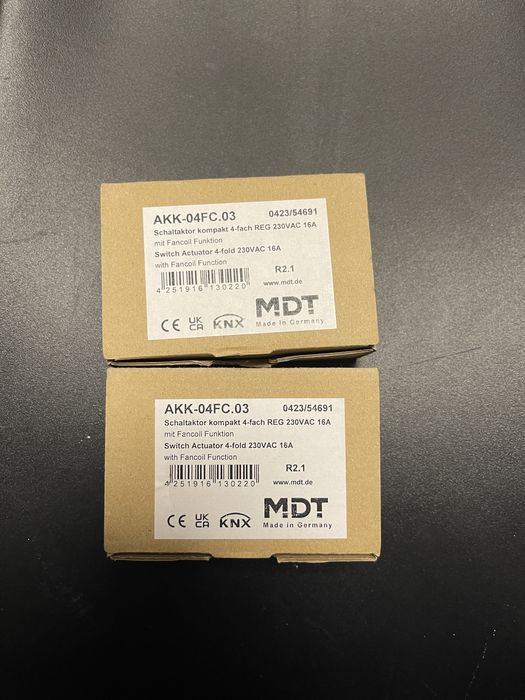 AKK-04FC.03 0423/54691
Schaltaktor kompakt 4-fach REG 230VAC 16A
mit Fancoil Funktion
Switch Actuator 4-fold 230VAC 16A
with Fancoil Function
R2.1
4 251916 130220 www.mdt.de
CE UK CA KNX MDT
Made in Germany
AKK-04FC.03 0423/54691
Schaltaktor kompakt 4-fach REG 230VAC 16A
mit Fancoil Funktion
Switch Actuator 4-fold 230VAC 16A
with Fancoil Function
R2.1
4 251916 130220 www.mdt.de
CE UK CA KNX MDT
Made in Germany